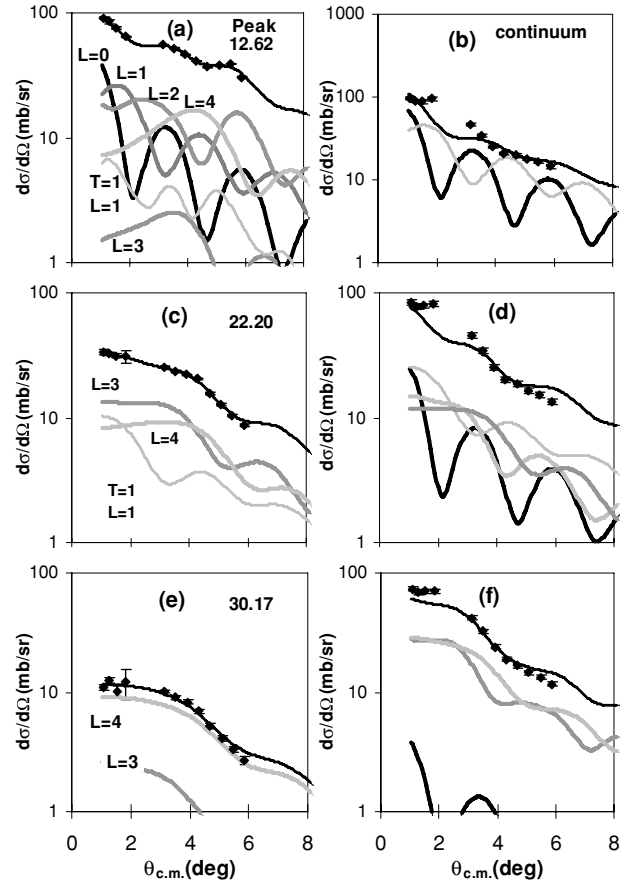 (a)
Peak
12.62
100
10
1
L=0
L=1
L=2
L=4
T=1
L=1
L=3
dσ/dΩ(mb/sr)
(b)
continuum
1000
100
10
1
dσ/dΩ (mb/sr)
(c)
22.20
100
10
1
L=3
L=4
T=1
L=1
dσ/dΩ(mb/sr)
(d)
100
10
1
dσ/dΩ (mb/sr)
(e)
30.17
100
10
1
L=4
L=3
dσ/dΩ(mb/sr)
0 2 4 6 8
θc.m.(deg)
(f)
100
10
1
dσ/dΩ (mb/sr)
0 2 4 6 8
θc.m.(deg)